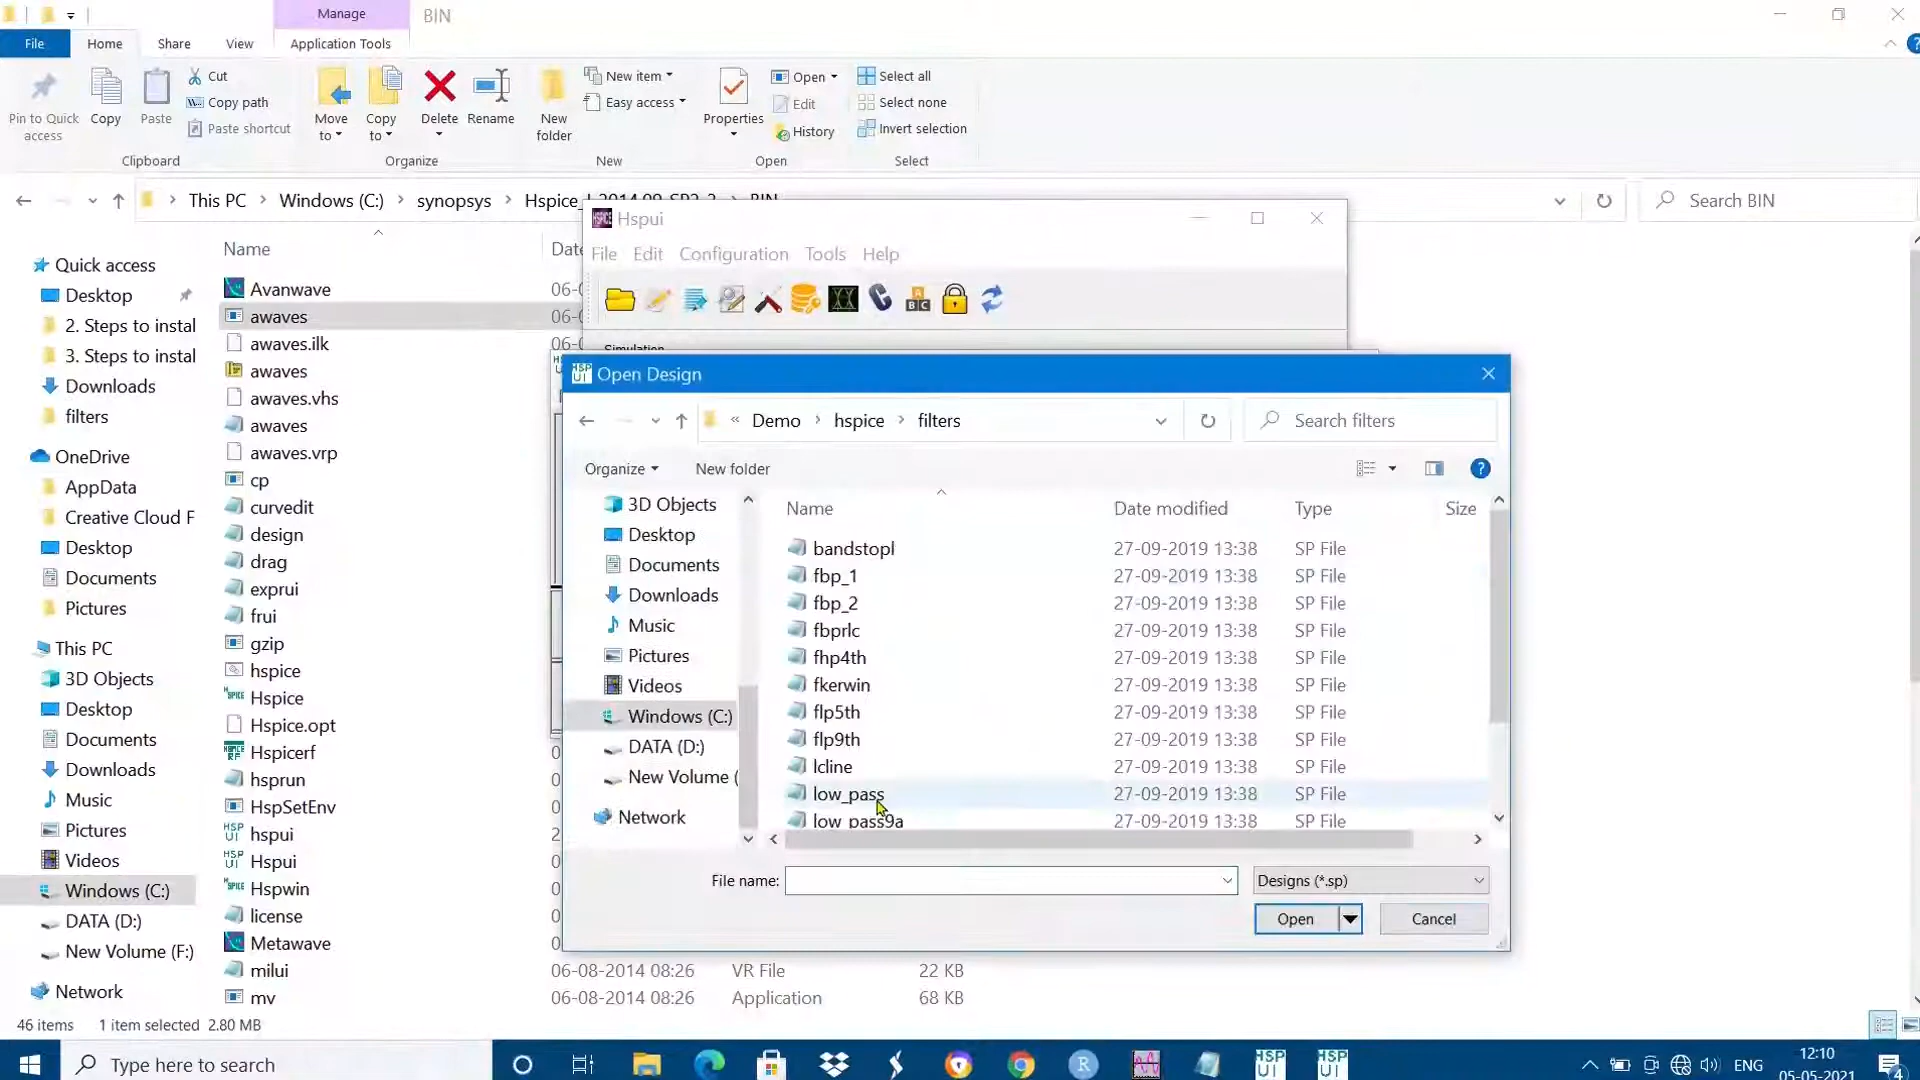 Manage
BIN
File
Home
Share
View
Application Tools
Pin to Quick access
Copy
Paste
Cut
Copy path
Paste shortcut
Clipboard
Move to
Copy to
Delete
Rename
Organize
New folder
New item
Easy access
New
Properties
Open
Edit
History
Open
Select all
Select none
Invert selection
Select
This PC
Windows (C:)
synopsys
BIN
Search BIN
Name
Quick access
Desktop
2. Steps to instal
3. Steps to instal
Downloads
filters
OneDrive
AppData
Creative Cloud F
Desktop
Documents
Pictures
This PC
3D Objects
Desktop
Documents
Downloads
Music
Pictures
Videos
Windows (C:)
DATA (D:)
New Volume (F:)
Network
Avanwave
awaves
awaves.ilk
awaves
awaves.vhs
awaves
awaves.vrp
cp
curvedit
design
drag
exprui
frui
gzip
hspice
Hspice
Hspice.opt
Hspicerf
hsprun
HspSetEnv
hspui
Hspui
Hspwin
license
Metawave
milui
mv
06-08-2014 08:26 VR File 22 KB
06-08-2014 08:26 Application 68 KB
46 items 1 item selected 2.80 MB
Hspui
File Edit Configuration Tools Help
Simulation
Open Design
« Demo hspice filters
Search filters
Organize
New folder
3D Objects
Desktop
Documents
Downloads
Music
Pictures
Videos
Windows (C:)
DATA (D:)
New Volume (
Network
Name Date modified Type Size
bandstopl 27-09-2019 13:38 SP File
fbp_1 27-09-2019 13:38 SP File
fbp_2 27-09-2019 13:38 SP File
fbprlc 27-09-2019 13:38 SP File
fhp4th 27-09-2019 13:38 SP File
fkerwin 27-09-2019 13:38 SP File
flp5th 27-09-2019 13:38 SP File
flp9th 27-09-2019 13:38 SP File
lcline 27-09-2019 13:38 SP File
low_pass 27-09-2019 13:38 SP File
low_pass9a 27-09-2019 13:38 SP File
File name:
Designs (*.sp)
Open
Cancel
Type here to search
ENG
12:10
05-05-2021